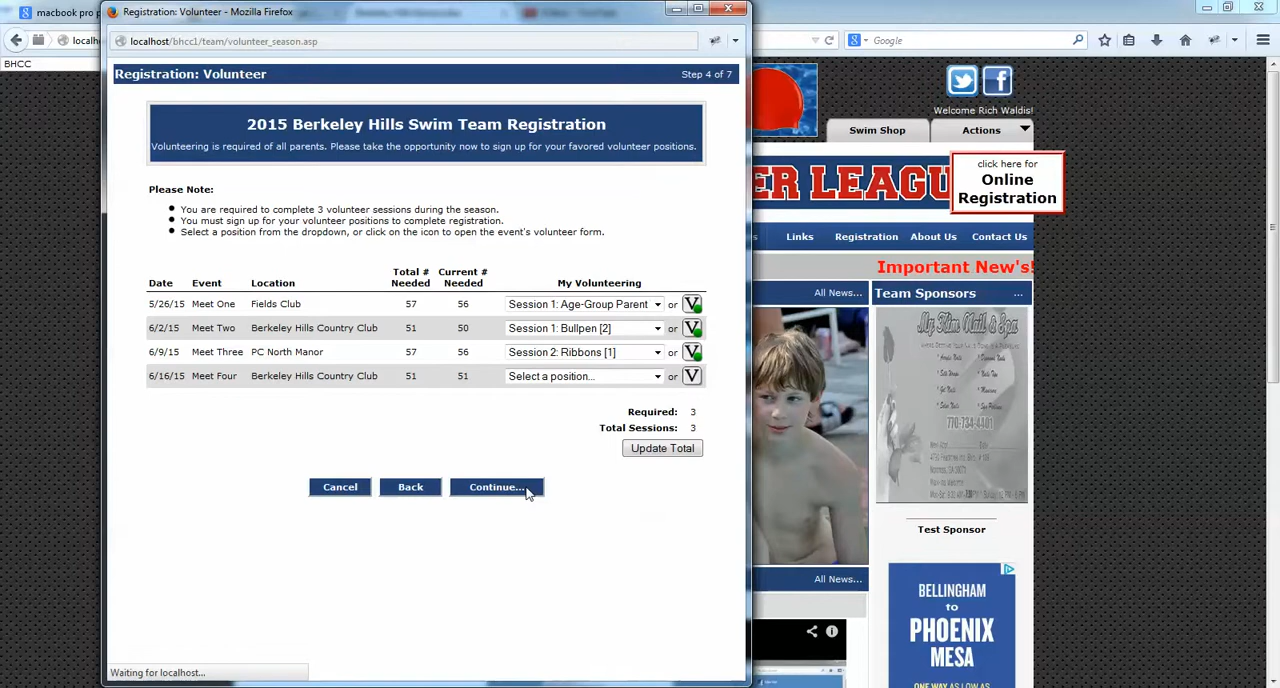 macbook pro p
Registration: Volunteer - Mozilla Firefox
localh
localhost/bhcc1/team/volunteer_season.asp
Google
BHCC
Registration: Volunteer
Step 4 of 7
2015 Berkeley Hills Swim Team Registration
Volunteering is required of all parents. Please take the opportunity now to sign up for your favored volunteer positions.
Please Note:
You are required to complete 3 volunteer sessions during the season.
You must sign up for your volunteer positions to complete registration.
Select a position from the dropdown, or click on the icon to open the event's volunteer form.
Date Event Location Total # Needed Current # Needed My Volunteering
5/26/15 Meet One Fields Club 57 56 Session 1: Age-Group Parent or V
6/2/15 Meet Two Berkeley Hills Country Club 51 50 Session 1: Bullpen [2] or V
6/9/15 Meet Three PC North Manor 57 56 Session 2: Ribbons [1] or V
6/16/15 Meet Four Berkeley Hills Country Club 51 51 Select a position... or V
Required: 3
Total Sessions: 3
Update Total
Cancel Back Continue...
Waiting for localhost...
Welcome Rich Waldis!
Swim Shop Actions
ER LEAGU
click here for
Online
Registration
s Links Registration About Us Contact Us
Important New's!
All News... Team Sponsors ...
770-734-4481
Test Sponsor
All News...
BELLINGHAM
to
PHOENIX
MESA
ONE WAY AS LOW AS